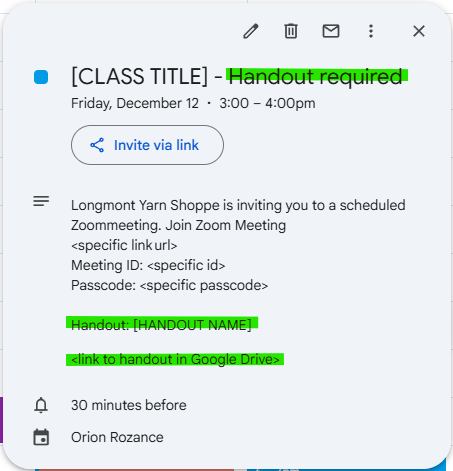 [CLASS TITLE] - Handout required
Friday, December 12 • 3:00 – 4:00pm
Invite via link
Longmont Yarn Shoppe is inviting you to a scheduled
Zoommeeting. Join Zoom Meeting
<specific link url>
Meeting ID: <specific id>
Passcode: <specific passcode>
Handout: [HANDOUT NAME]
<link to handout in Google Drive>
30 minutes before
Orion Rozance